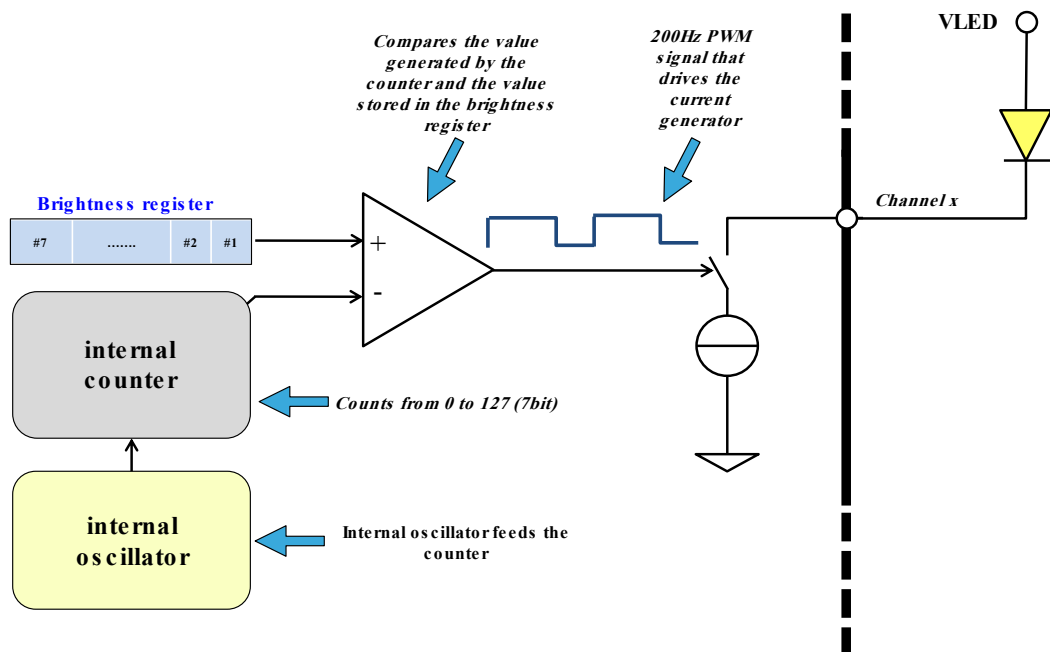 Compares the value
generated by the
counter and the value
stored in the brightness
register
200Hz PWM
signal that
drives the
current
generator
VLED
Brightness register
#7
.......
#2
#1
+
-
Channel x
internal
counter
Counts from 0 to 127 (7bit)
internal
oscillator
Internal oscillator feeds the
counter